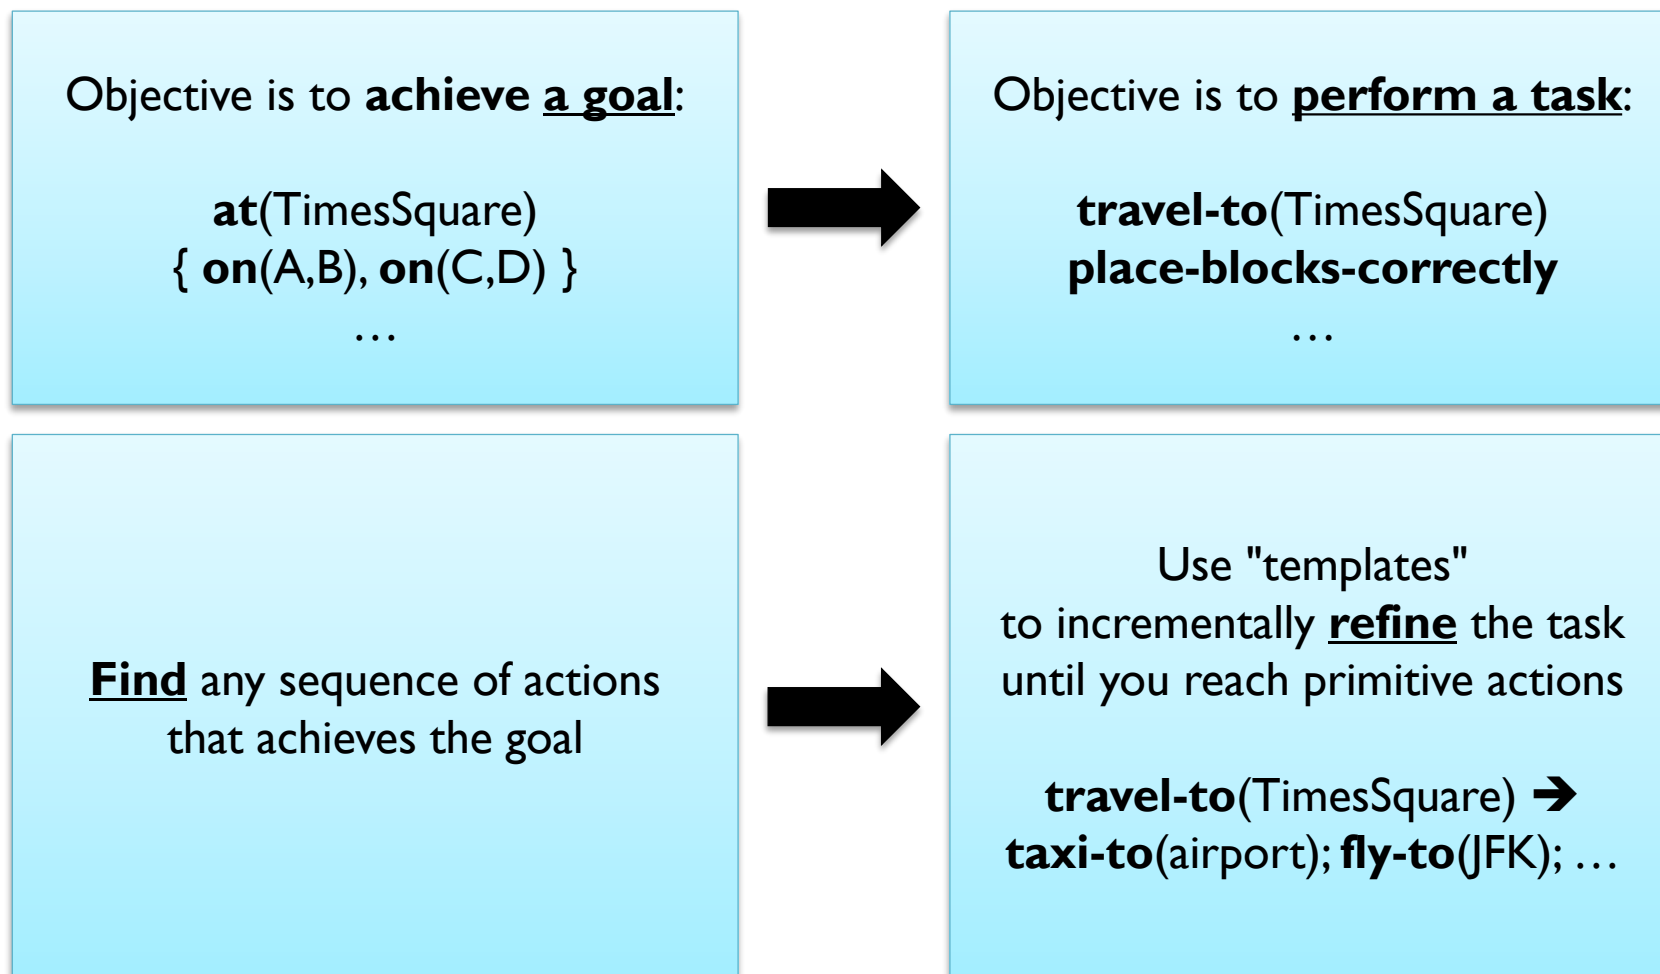 Objective is to achieve a goal:
at(TimesSquare)
{ on(A,B), on(C,D) }
…
Objective is to perform a task:
travel-to(TimesSquare)
place-blocks-correctly
…
Find any sequence of actions
that achieves the goal
Use "templates"
to incrementally refine the task
until you reach primitive actions
travel-to(TimesSquare) ➔
taxi-to(airport); fly-to(JFK); …